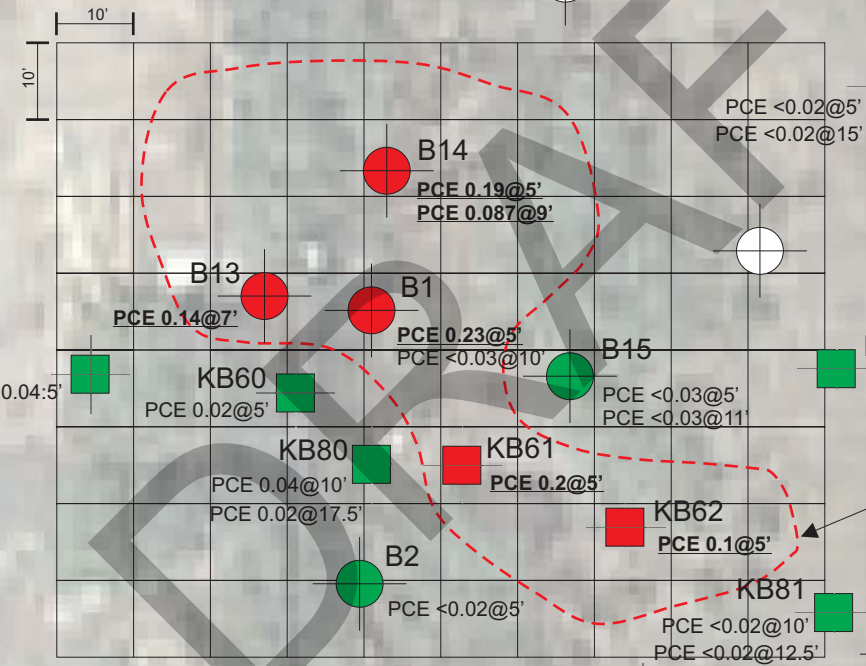 10'
10'
PCE <0.02@5'
PCE <0.02@15'
B14
PCE 0.19@5'
PCE 0.087@9'
B13
PCE 0.14@7'
B1
PCE 0.23@5'
PCE <0.03@10'
B15
PCE <0.03@5'
PCE <0.03@11'
0.04:5'
KB60
PCE 0.02@5'
KB80
PCE 0.04@10'
PCE 0.02@17.5'
KB61
PCE 0.2@5'
KB62
PCE 0.1@5'
B2
PCE <0.02@5'
KB81
PCE <0.02@10'
PCE <0.02@12.5'
DRAF